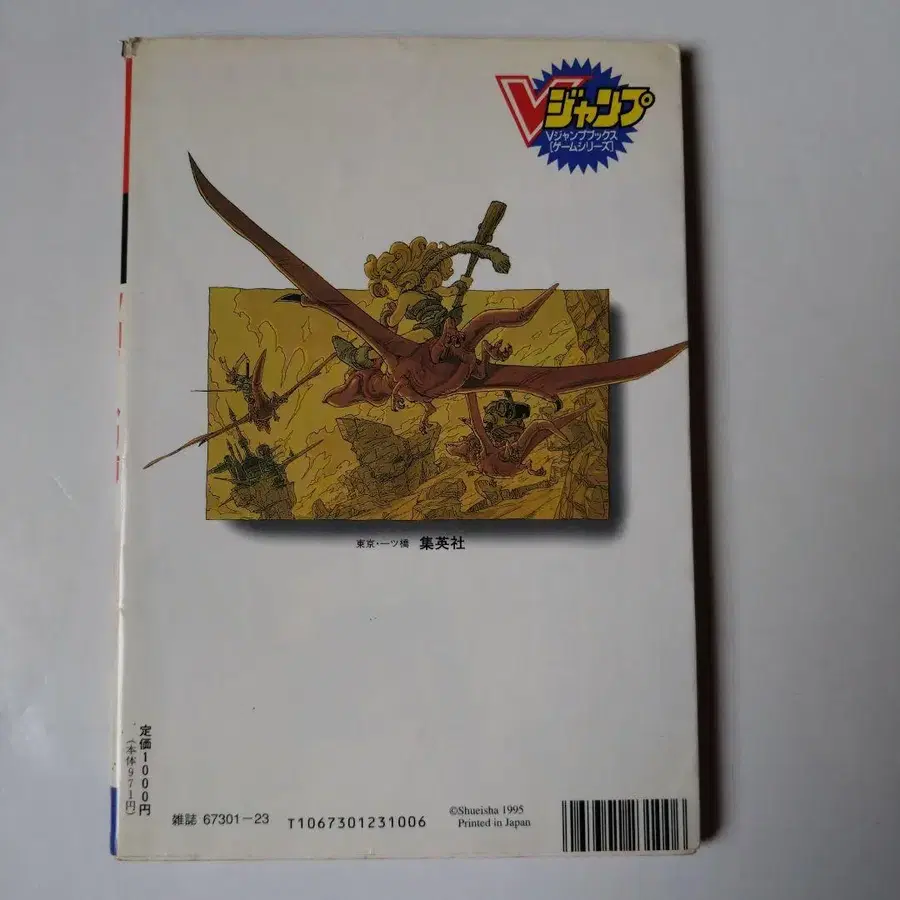 Vジャンプ
Vジャンプブックス
[ゲームシリーズ]
東京・一ツ橋 集英社
定価1000円
(本体971円)
雑誌 67301-23
T1067301231006
©Shueisha 1995
Printed in Japan